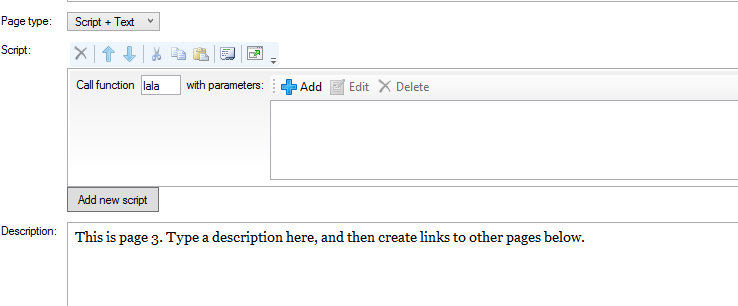 Page type: Script + Text
Script:
Call function lala with parameters: Add Edit Delete
Add new script
Description: This is page 3. Type a description here, and then create links to other pages below.